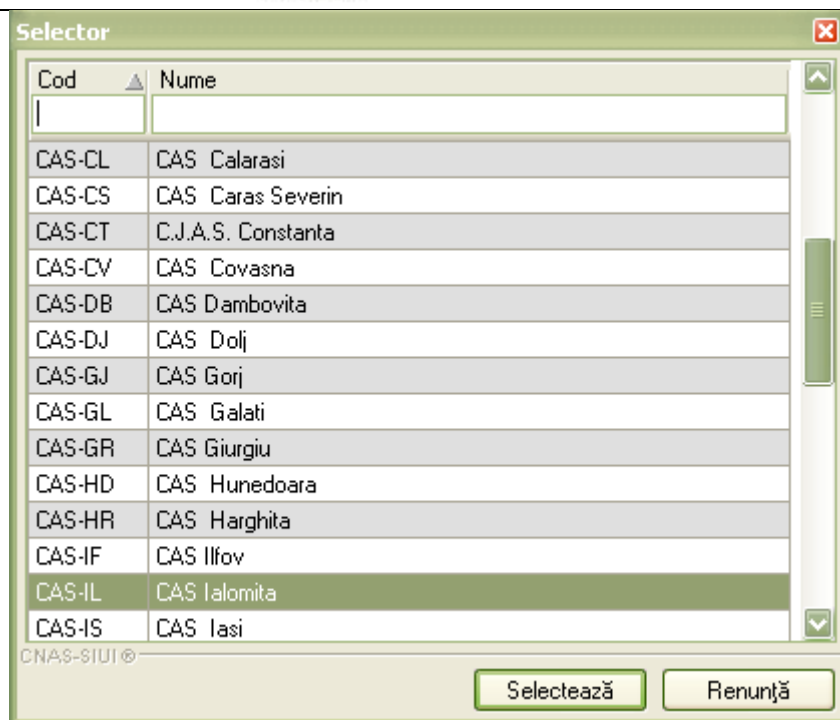 Selector
Cod Nume
CAS-CL CAS Calarasi
CAS-CS CAS Caras Severin
CAS-CT C.J.A.S. Constanta
CAS-CV CAS Covasna
CAS-DB CAS Dambovita
CAS-DJ CAS Dolj
CAS-GJ CAS Gorj
CAS-GL CAS Galati
CAS-GR CAS Giurgiu
CAS-HD CAS Hunedoara
CAS-HR CAS Harghita
CAS-IF CAS Ilfov
CAS-IL CAS Ialomita
CAS-IS CAS Iasi
CNAS-SIUI ®
Selectează Renunţă